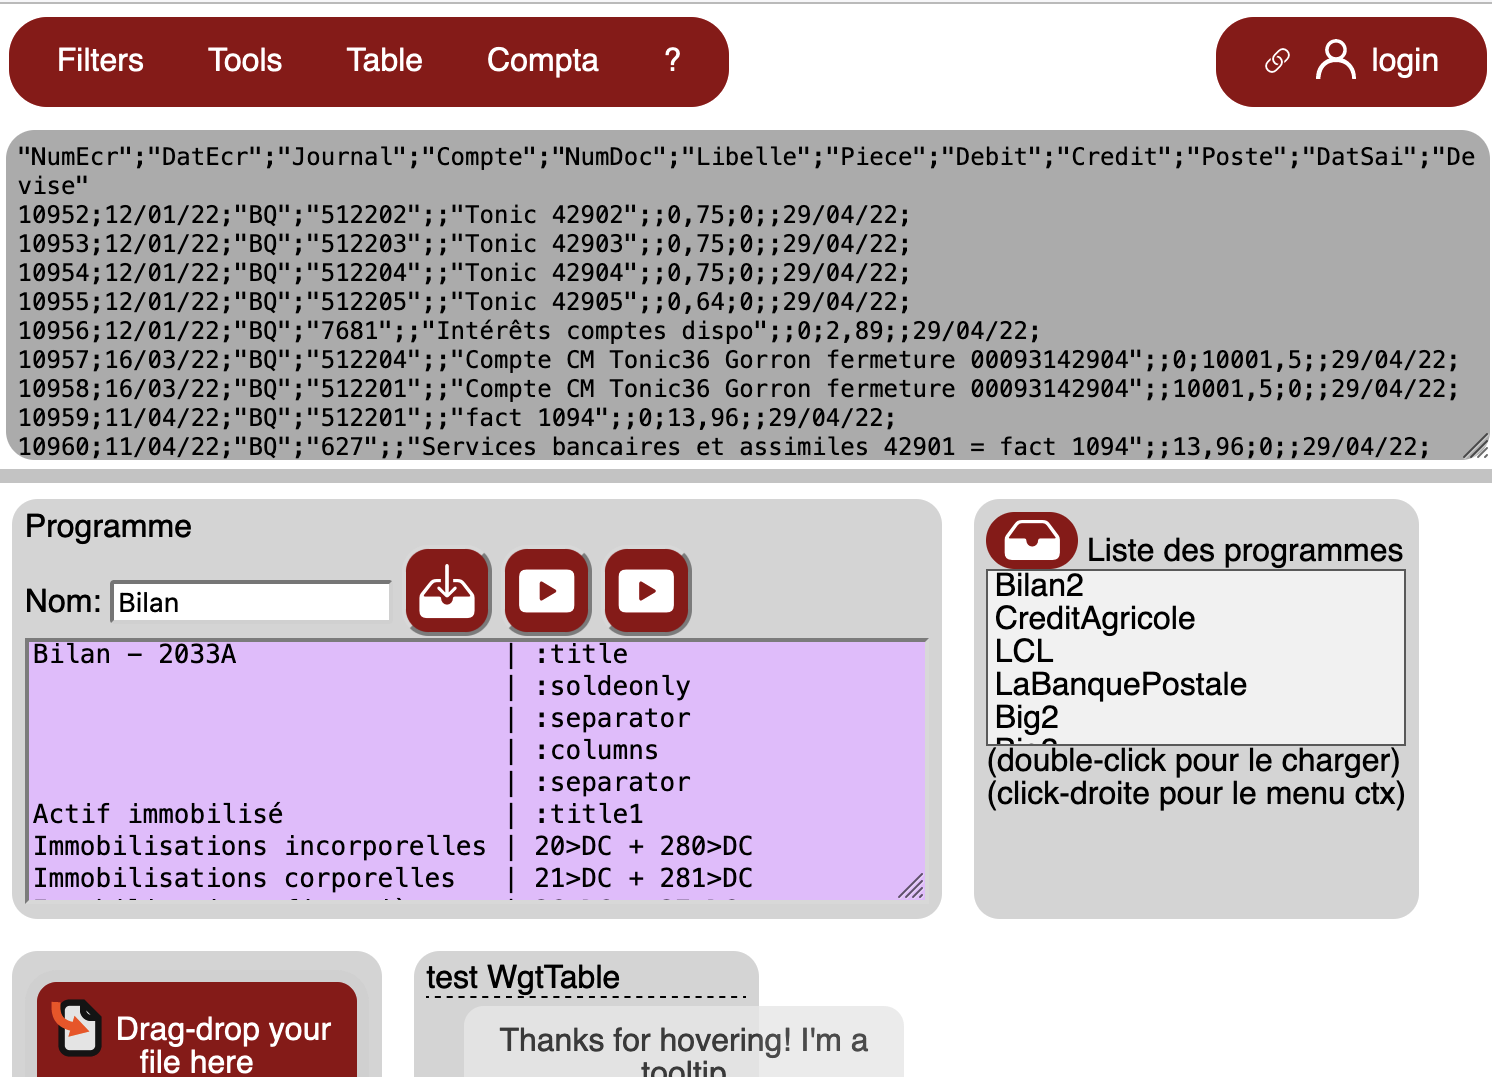 Filters Tools Table Compta ? login
"NumEcr";"DatEcr";"Journal";"Compte";"NumDoc";"Libelle";"Piece";"Debit";"Credit";"Poste";"DatSai";"De
vise"
10952;12/01/22;"BQ";"512202";;"Tonic 42902";;0,75;0;;29/04/22;
10953;12/01/22;"BQ";"512203";;"Tonic 42903";;0,75;0;;29/04/22;
10954;12/01/22;"BQ";"512204";;"Tonic 42904";;0,75;0;;29/04/22;
10955;12/01/22;"BQ";"512205";;"Tonic 42905";;0,64;0;;29/04/22;
10956;12/01/22;"BQ";"7681";;"Intérêts comptes dispo";;0;2,89;;29/04/22;
10957;16/03/22;"BQ";"512204";;"Compte CM Tonic36 Gorron fermeture 00093142904";;0;10001,5;;29/04/22;
10958;16/03/22;"BQ";"512201";;"Compte CM Tonic36 Gorron fermeture 00093142904";;10001,5;0;;29/04/22;
10959;11/04/22;"BQ";"512201";;"fact 1094";;0;13,96;;29/04/22;
10960;11/04/22;"BQ";"627";;"Services bancaires et assimiles 42901 = fact 1094";;13,96;0;;29/04/22;
Programme
Nom: Bilan
Bilan – 2033A | :title
| :soldeonly
| :separator
| :columns
| :separator
Actif immobilisé | :title1
Immobilisations incorporelles | 20>DC + 280>DC
Immobilisations corporelles | 21>DC + 281>DC
Liste des programmes
Bilan2
CreditAgricole
LCL
LaBanquePostale
Big2
(double-click pour le charger)
(click-droite pour le menu ctx)
Drag-drop your
file here
test WgtTable
Thanks for hovering! I'm a
tooltip